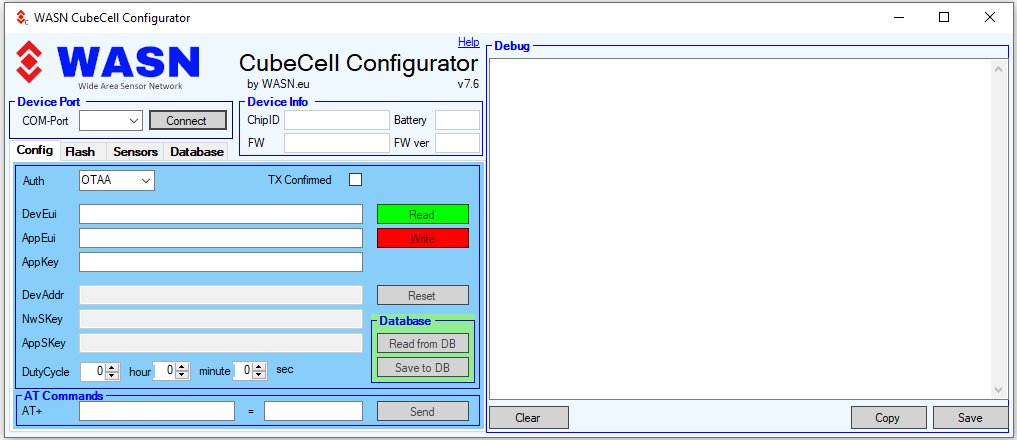 WASN CubeCell Configurator
WASN
Wide Area Sensor Network
Help
CubeCell Configurator
by WASN.eu
v7.6
Device Port
COM-Port
Connect
Device Info
ChipID
Battery
FW
FW ver
Config
Flash
Sensors
Database
Auth
OTAA
TX Confirmed
DevEui
Read
AppEui
Write
AppKey
DevAddr
Reset
NwSKey
AppSKey
Database
Read from DB
Save to DB
DutyCycle
0
hour
0
minute
0
sec
AT Commands
AT+
=
Send
Debug
Clear
Copy
Save